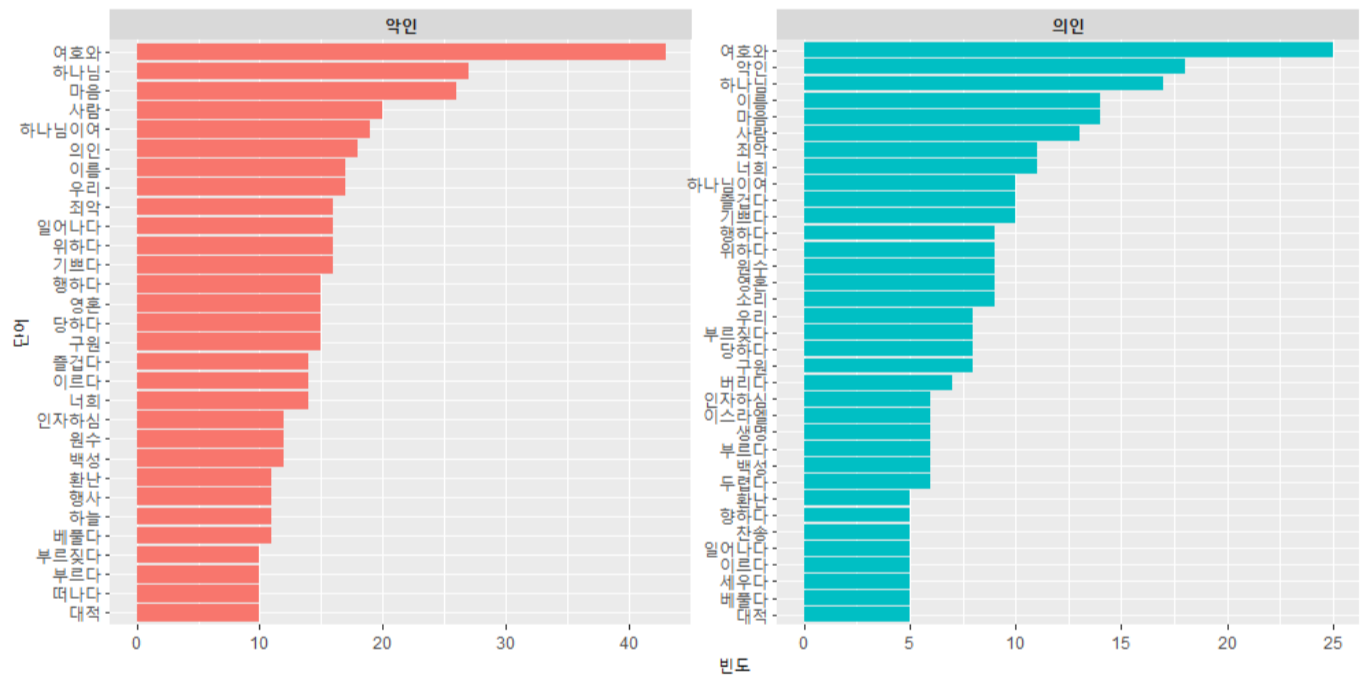 악인
여호와
하나님
마음
사람
하나님이여
의인
이름
우리
죄악
일어나다
위하다
기쁘다
행하다
영혼
당하다
구원
즐겁다
이르다
너희
인자하심
원수
백성
환난
행사
하늘
베풀다
부르짖다
부르다
떠나다
대적
0 10 20 30 40
단어
의인
여호와
악인
하나님
이름
마음
사람
죄악
너희
하나님이여
즐겁다
기쁘다
행하다
위하다
원수
영혼
소리
우리
부르짖다
당하다
구원
버리다
인자하심
이스라엘
생명
부르다
백성
두렵다
환난
향하다
찬송
일어나다
이르다
세우다
베풀다
대적
0 5 10 15 20 25
빈도